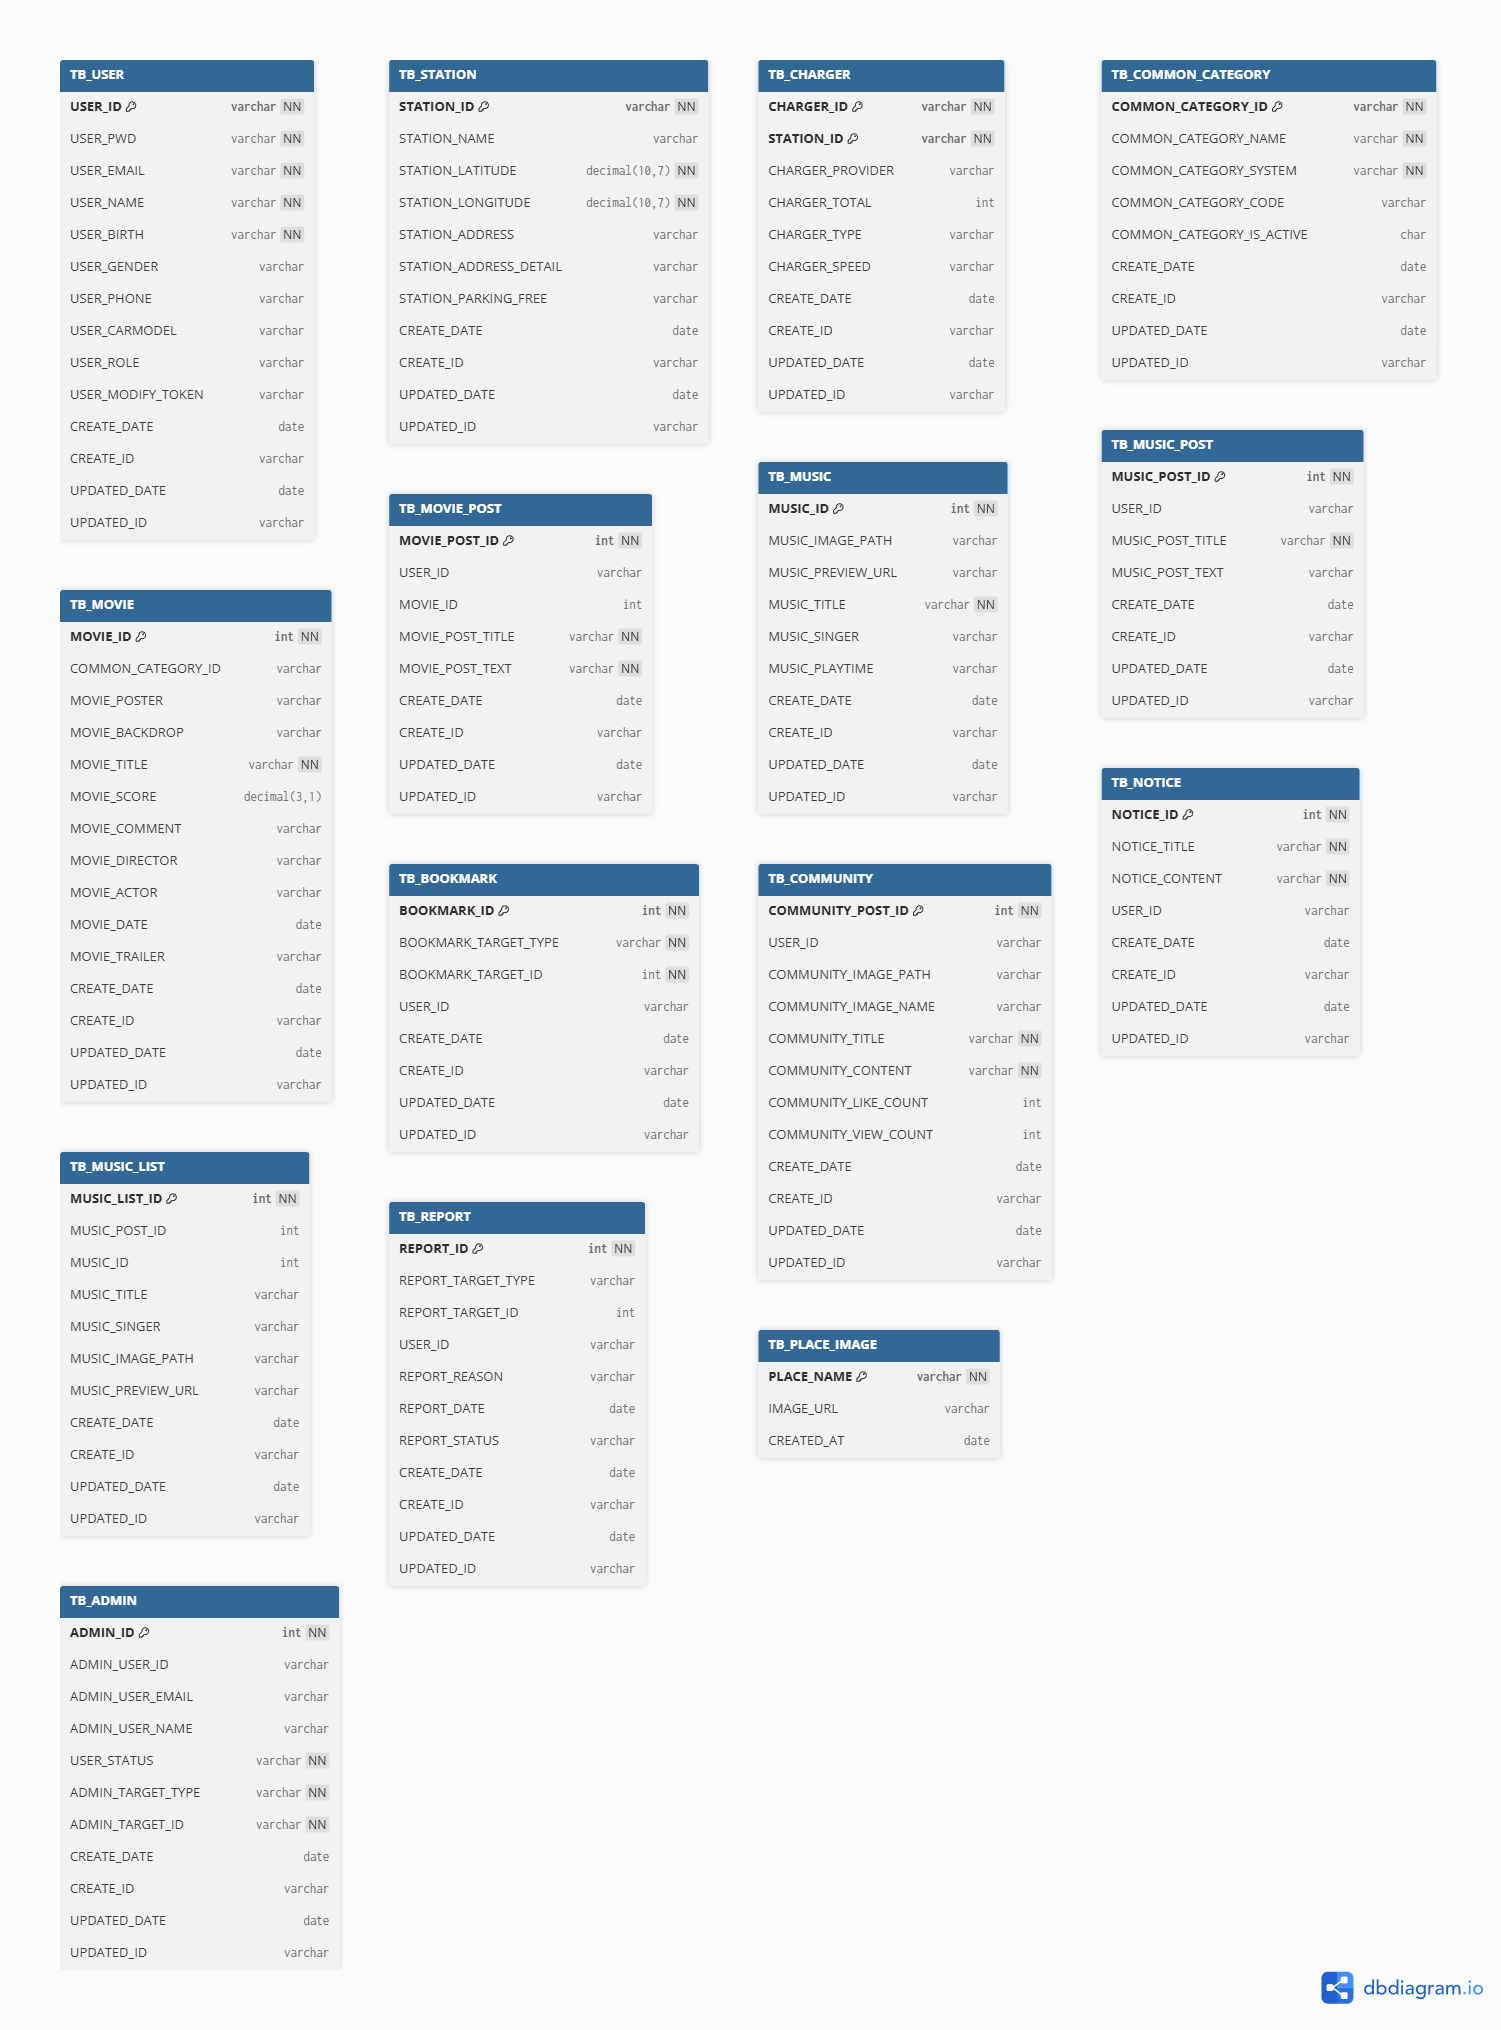 TB_USER
USER_ID varchar NN
USER_PWD varchar NN
USER_EMAIL varchar NN
USER_NAME varchar NN
USER_BIRTH varchar NN
USER_GENDER varchar
USER_PHONE varchar
USER_CARMODEL varchar
USER_ROLE varchar
USER_MODIFY_TOKEN varchar
CREATE_DATE date
CREATE_ID varchar
UPDATED_DATE date
UPDATED_ID varchar
TB_MOVIE
MOVIE_ID int NN
COMMON_CATEGORY_ID varchar
MOVIE_POSTER varchar
MOVIE_BACKDROP varchar
MOVIE_TITLE varchar NN
MOVIE_SCORE decimal(3,1)
MOVIE_COMMENT varchar
MOVIE_DIRECTOR varchar
MOVIE_ACTOR varchar
MOVIE_DATE date
MOVIE_TRAILER varchar
CREATE_DATE date
CREATE_ID varchar
UPDATED_DATE date
UPDATED_ID varchar
TB_MUSIC_LIST
MUSIC_LIST_ID int NN
MUSIC_POST_ID int
MUSIC_ID int
MUSIC_TITLE varchar
MUSIC_SINGER varchar
MUSIC_IMAGE_PATH varchar
MUSIC_PREVIEW_URL varchar
CREATE_DATE date
CREATE_ID varchar
UPDATED_DATE date
UPDATED_ID varchar
TB_ADMIN
ADMIN_ID int NN
ADMIN_USER_ID varchar
ADMIN_USER_EMAIL varchar
ADMIN_USER_NAME varchar
USER_STATUS varchar NN
ADMIN_TARGET_TYPE varchar NN
ADMIN_TARGET_ID varchar NN
CREATE_DATE date
CREATE_ID varchar
UPDATED_DATE date
UPDATED_ID varchar
TB_STATION
STATION_ID varchar NN
STATION_NAME varchar
STATION_LATITUDE decimal(10,7) NN
STATION_LONGITUDE decimal(10,7) NN
STATION_ADDRESS varchar
STATION_ADDRESS_DETAIL varchar
STATION_PARKING_FREE varchar
CREATE_DATE date
CREATE_ID varchar
UPDATED_DATE date
UPDATED_ID varchar
TB_MOVIE_POST
MOVIE_POST_ID int NN
USER_ID varchar
MOVIE_ID int
MOVIE_POST_TITLE varchar NN
MOVIE_POST_TEXT varchar NN
CREATE_DATE date
CREATE_ID varchar
UPDATED_DATE date
UPDATED_ID varchar
TB_BOOKMARK
BOOKMARK_ID int NN
BOOKMARK_TARGET_TYPE varchar NN
BOOKMARK_TARGET_ID int NN
USER_ID varchar
CREATE_DATE date
CREATE_ID varchar
UPDATED_DATE date
UPDATED_ID varchar
TB_REPORT
REPORT_ID int NN
REPORT_TARGET_TYPE varchar
REPORT_TARGET_ID int
USER_ID varchar
REPORT_REASON varchar
REPORT_DATE date
REPORT_STATUS varchar
CREATE_DATE date
CREATE_ID varchar
UPDATED_DATE date
UPDATED_ID varchar
TB_CHARGER
CHARGER_ID varchar NN
STATION_ID varchar NN
CHARGER_PROVIDER varchar
CHARGER_TOTAL int
CHARGER_TYPE varchar
CHARGER_SPEED varchar
CREATE_DATE date
CREATE_ID varchar
UPDATED_DATE date
UPDATED_ID varchar
TB_MUSIC
MUSIC_ID int NN
MUSIC_IMAGE_PATH varchar
MUSIC_PREVIEW_URL varchar
MUSIC_TITLE varchar NN
MUSIC_SINGER varchar
MUSIC_PLAYTIME varchar
CREATE_DATE date
CREATE_ID varchar
UPDATED_DATE date
UPDATED_ID varchar
TB_COMMUNITY
COMMUNITY_POST_ID int NN
USER_ID varchar
COMMUNITY_IMAGE_PATH varchar
COMMUNITY_IMAGE_NAME varchar
COMMUNITY_TITLE varchar NN
COMMUNITY_CONTENT varchar NN
COMMUNITY_LIKE_COUNT int
COMMUNITY_VIEW_COUNT int
CREATE_DATE date
CREATE_ID varchar
UPDATED_DATE date
UPDATED_ID varchar
TB_PLACE_IMAGE
PLACE_NAME varchar NN
IMAGE_URL varchar
CREATED_AT date
TB_COMMON_CATEGORY
COMMON_CATEGORY_ID varchar NN
COMMON_CATEGORY_NAME varchar NN
COMMON_CATEGORY_SYSTEM varchar NN
COMMON_CATEGORY_CODE varchar
COMMON_CATEGORY_IS_ACTIVE char
CREATE_DATE date
CREATE_ID varchar
UPDATED_DATE date
UPDATED_ID varchar
TB_MUSIC_POST
MUSIC_POST_ID int NN
USER_ID varchar
MUSIC_POST_TITLE varchar NN
MUSIC_POST_TEXT varchar
CREATE_DATE date
CREATE_ID varchar
UPDATED_DATE date
UPDATED_ID varchar
TB_NOTICE
NOTICE_ID int NN
NOTICE_TITLE varchar NN
NOTICE_CONTENT varchar NN
USER_ID varchar
CREATE_DATE date
CREATE_ID varchar
UPDATED_DATE date
UPDATED_ID varchar
dbdiagram.io